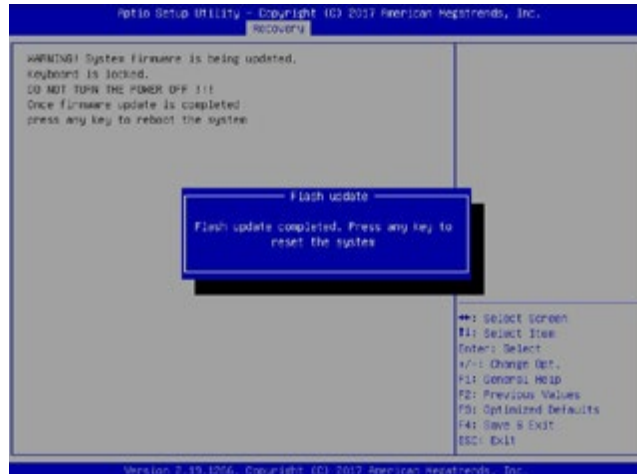 Aptio Setup Utility - Copyright (C) 2017 American Megatrends, Inc.
Recovery
WARNING! System firmware is being updated.
Keyboard is locked.
DO NOT TURN THE POWER OFF !!!
Once firmware update is completed
press any key to reboot the system
Flash update
Flash update completed. Press any key to
reset the system
↔: Select Screen
↑↓: Select Item
Enter: Select
+/-: Change Opt.
F1: General Help
F2: Previous Values
F3: Optimized Defaults
F4: Save & Exit
ESC: Exit
Version 2.19.1266. Copyright (C) 2017 American Megatrends, Inc.